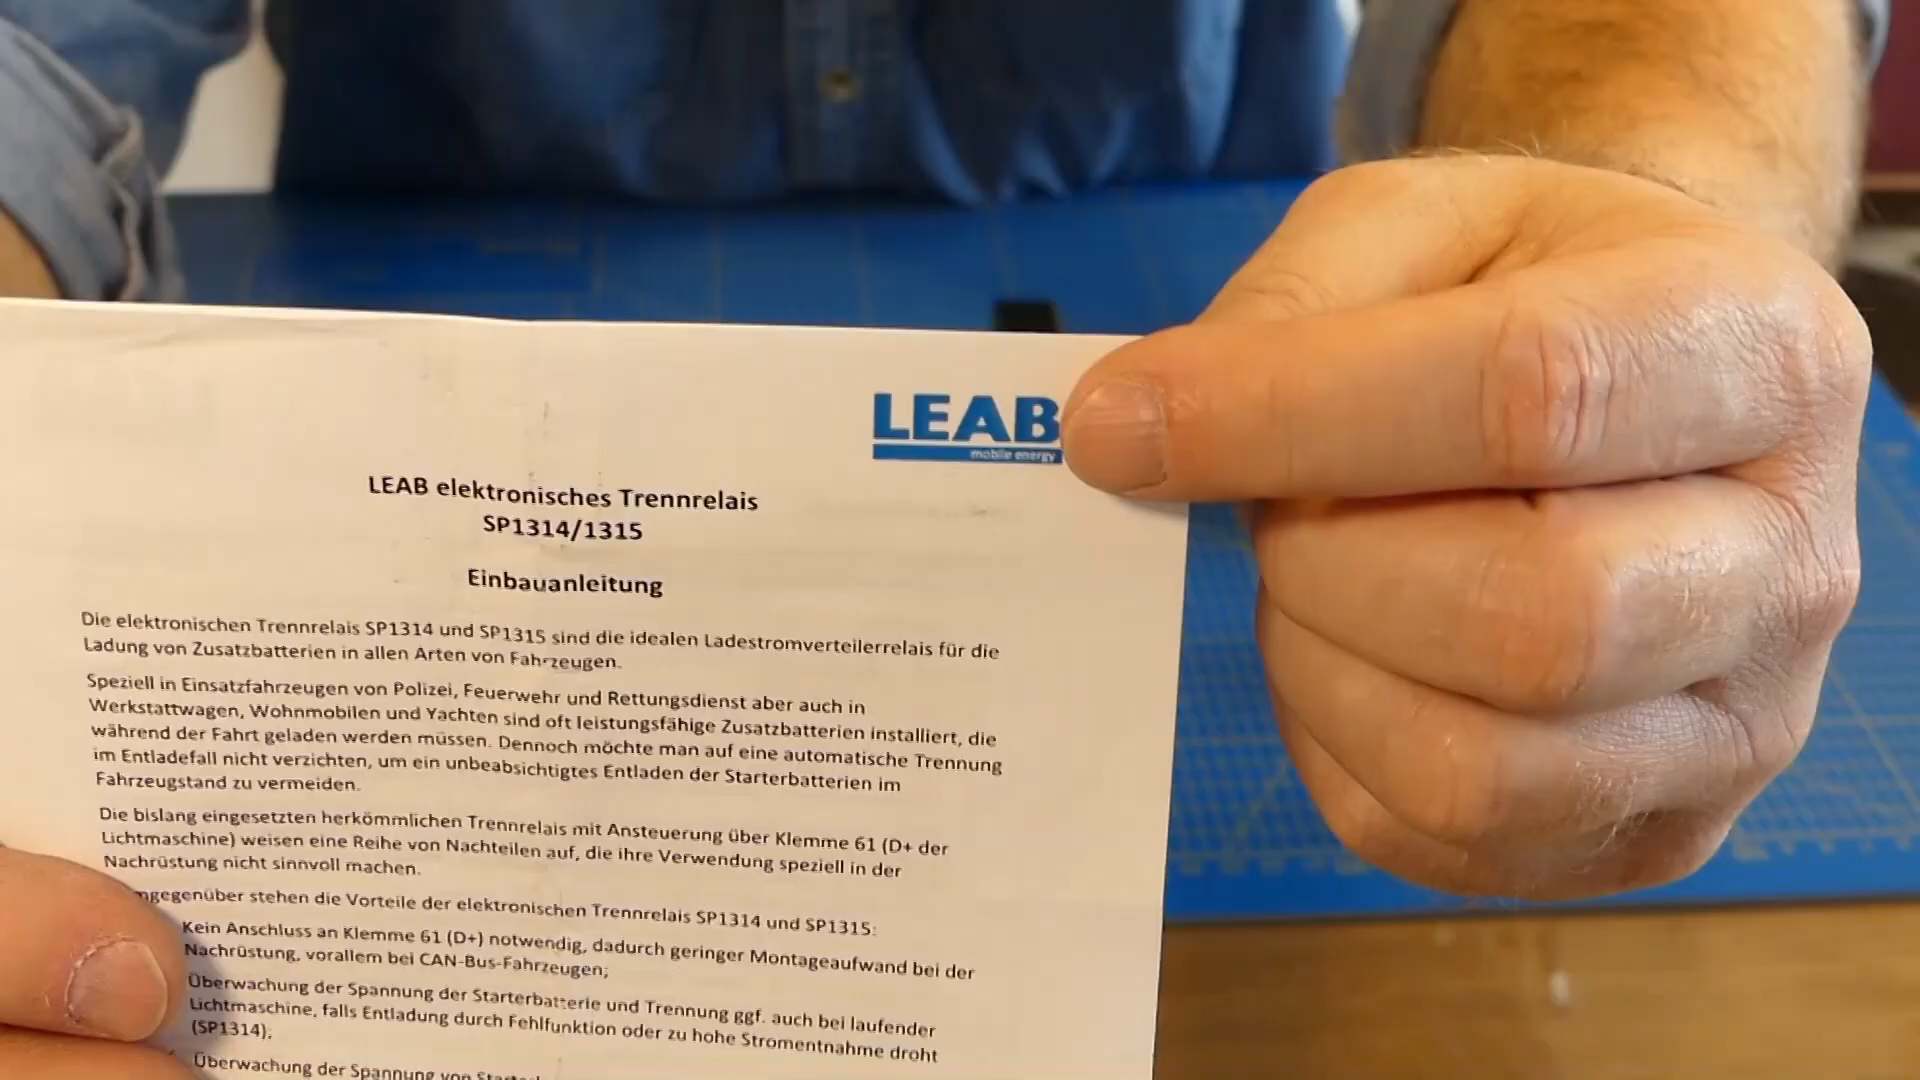 LEAB
mobile energy
LEAB elektronisches Trennrelais
SP1314/1315
Einbauanleitung
Die elektronischen Trennrelais SP1314 und SP1315 sind die idealen Ladestromverteilerrelais für die
Ladung von Zusatzbatterien in allen Arten von Fahrzeugen.
Speziell in Einsatzfahrzeugen von Polizei, Feuerwehr und Rettungsdienst aber auch in
Werkstattwagen, Wohnmobilen und Yachten sind oft leistungsfähige Zusatzbatterien installiert, die
während der Fahrt geladen werden müssen. Dennoch möchte man auf eine automatische Trennung
im Entladefall nicht verzichten, um ein unbeabsichtigtes Entladen der Starterbatterien im
Fahrzeugstand zu vermeiden.
Die bislang eingesetzten herkömmlichen Trennrelais mit Ansteuerung über Klemme 61 (D+ der
Lichtmaschine) weisen eine Reihe von Nachteilen auf, die ihre Verwendung speziell in der
Nachrüstung nicht sinnvoll machen.
stehen die Vorteile der elektronischen Trennrelais SP1314 und SP1315:
Kein Anschluss an Klemme 61 (D+) notwendig, dadurch geringer Montageaufwand bei der
Nachrüstung, vorallem bei CAN-Bus-Fahrzeugen;
Überwachung der Spannung der Starterbatterie und Trennung ggf. auch bei laufender
Lichtmaschine, falls Entladung durch Fehlfunktion oder zu hohe Stromentnahme droht
(SP1314);
Überwachung der Spannung von